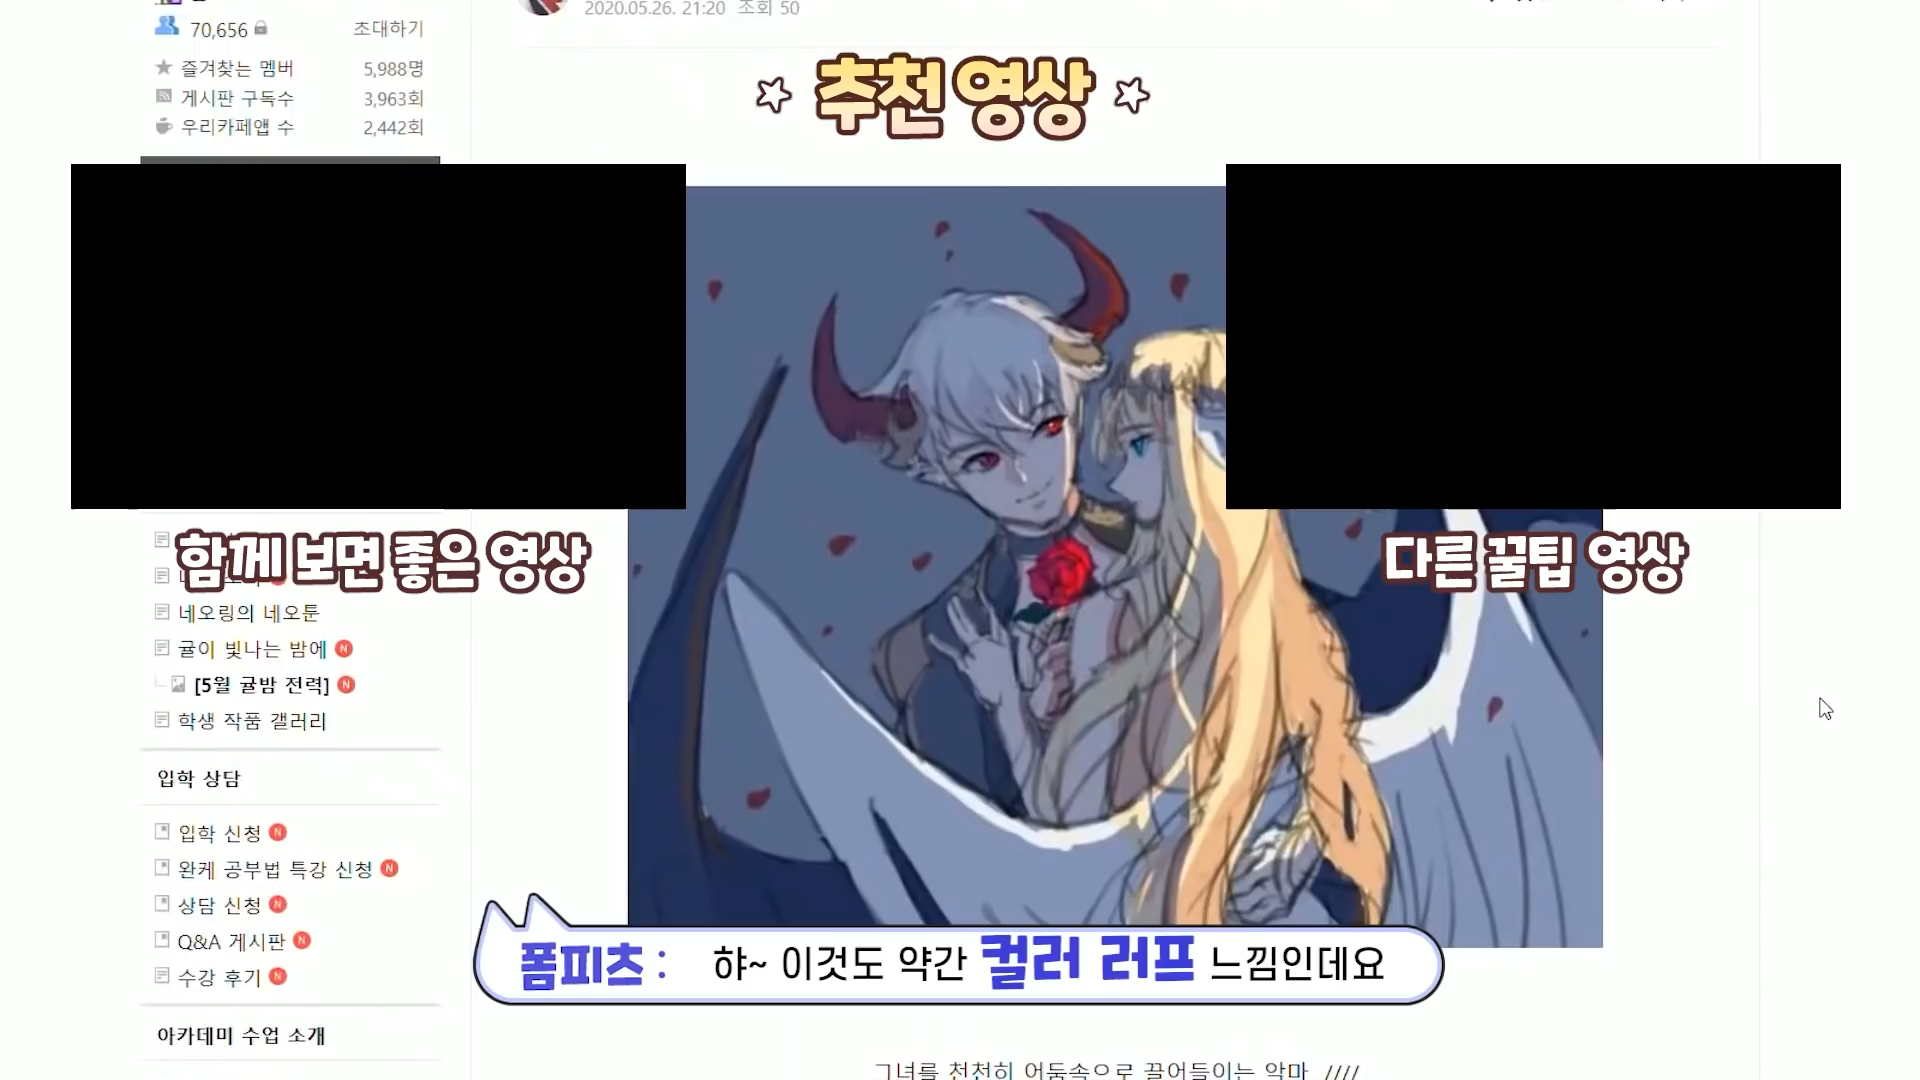 70,656 초대하기
즐겨찾는 멤버 5,988명
게시판 구독수 3,963회
우리카페앱 수 2,442회
2020.05.26. 21:20 조회 50
추천 영상
함께 보면 좋은 영상
다른 꿀팁 영상
네오링의 네오툰
귤이 빛나는 밤에 N
[5월 귤밤 전력] N
학생 작품 갤러리
입학 상담
입학 신청 N
완케 공부법 특강 신청 N
상담 신청 N
Q&A 게시판 N
수강 후기 N
아카데미 수업 소개
폼피츠 : 햐~ 이것도 약간 컬러 러프 느낌인데요
그녀를 천천히 어둠속으로 끌어들이는 악마 ////